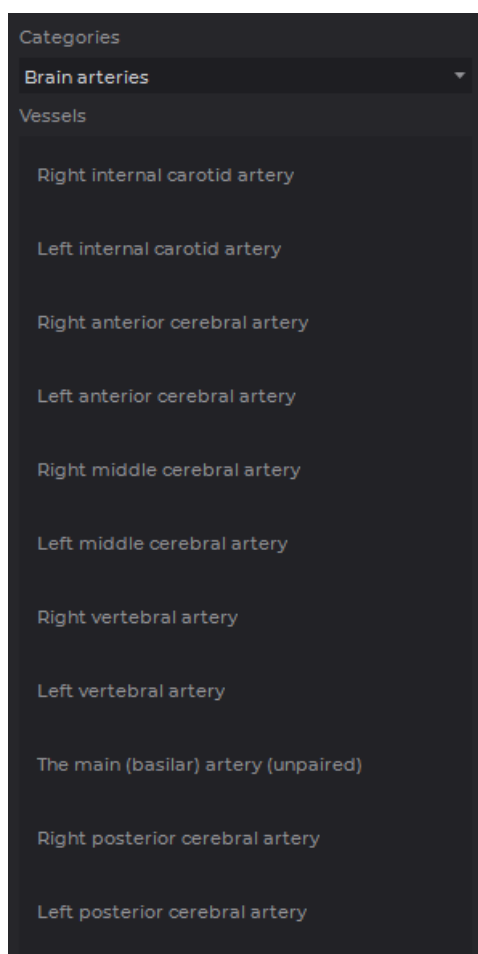 Categories
Brain arteries
Vessels
Right internal carotid artery
Left internal carotid artery
Right anterior cerebral artery
Left anterior cerebral artery
Right middle cerebral artery
Left middle cerebral artery
Right vertebral artery
Left vertebral artery
The main (basilar) artery (unpaired)
Right posterior cerebral artery
Left posterior cerebral artery